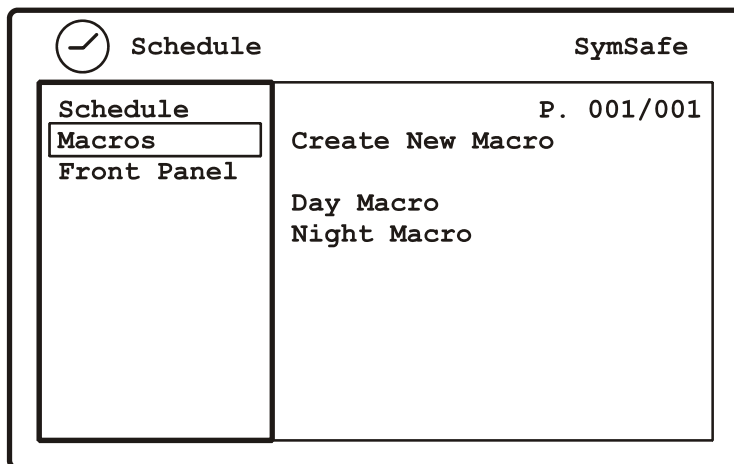 Schedule SymSafe
Schedule
Macros
Front Panel
P. 001/001
Create New Macro
Day Macro
Night Macro